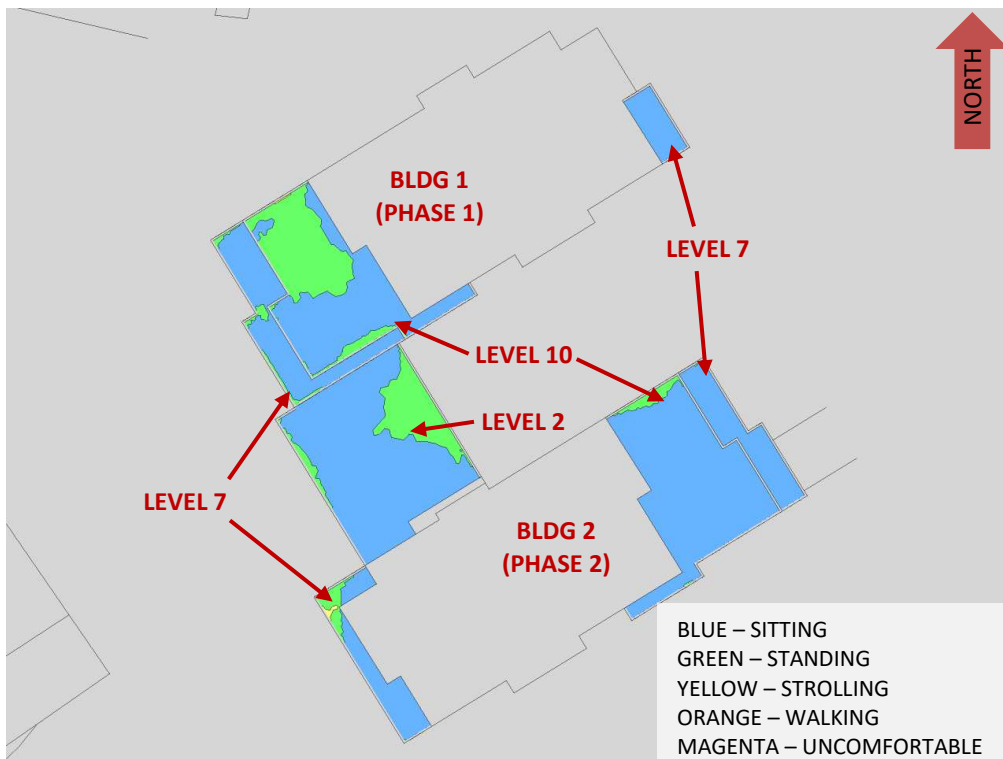 NORTH
BLDG 1
(PHASE 1)
LEVEL 7
LEVEL 10
LEVEL 2
LEVEL 7
BLDG 2
(PHASE 2)
BLUE – SITTING
GREEN – STANDING
YELLOW – STROLLING
ORANGE – WALKING
MAGENTA – UNCOMFORTABLE